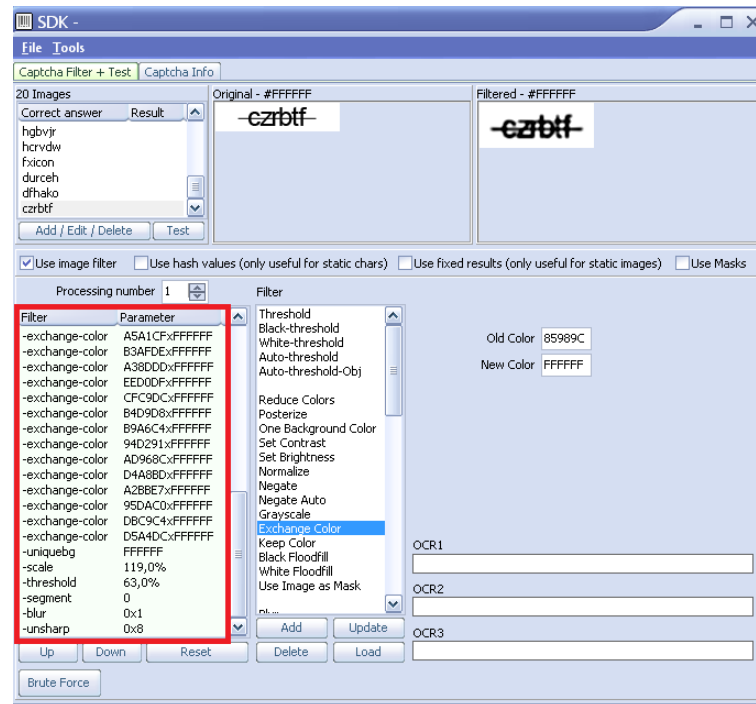 SDK -
File Tools
Captcha Filter + Test Captcha Info
20 Images
Correct answer Result
hgbvjr
hcrvdw
fxicon
durceh
dfhako
czrbtf
Add / Edit / Delete Test
Original - #FFFFFF
czrbtf
Filtered - #FFFFFF
czrbtf
Use image filter Use hash values (only useful for static chars) Use fixed results (only useful for static images) Use Masks
Processing number 1
Filter Parameter
-exchange-color A5A1CFxFFFFFF
-exchange-color B3AFDExFFFFFF
-exchange-color A38DDDxFFFFFF
-exchange-color EED0DFxFFFFFF
-exchange-color CFC9DCxFFFFFF
-exchange-color B4D9D8xFFFFFF
-exchange-color B9A6C4xFFFFFF
-exchange-color 94D291xFFFFFF
-exchange-color AD968CxFFFFFF
-exchange-color D4A8BDxFFFFFF
-exchange-color A2BBE7xFFFFFF
-exchange-color 95DAC0xFFFFFF
-exchange-color DBC9C4xFFFFFF
-exchange-color D5A4DCxFFFFFF
-uniquebg FFFFFF
-scale 119,0%
-threshold 63,0%
-segment 0
-blur 0x1
-unsharp 0x8
Up Down Reset
Brute Force
Filter
Threshold
Black-threshold
White-threshold
Auto-threshold
Auto-threshold-Obj
Reduce Colors
Posterize
One Background Color
Set Contrast
Set Brightness
Normalize
Negate
Negate Auto
Grayscale
Exchange Color
Keep Color
Black Floodfill
White Floodfill
Use Image as Mask
Add Update
Delete Load
Old Color 85989C
New Color FFFFFF
OCR1
OCR2
OCR3